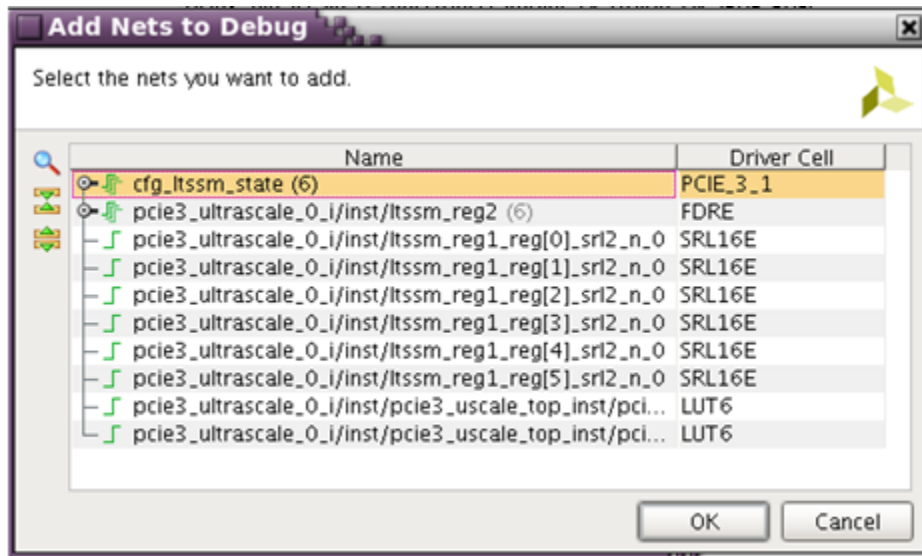 Add Nets to Debug
Select the nets you want to add.
Name Driver Cell
cfg_ltssm_state (6) PCIE_3_1
pcie3_ultrascale_0_i/inst/ltssm_reg2 (6) FDRE
pcie3_ultrascale_0_i/inst/ltssm_reg1_reg[0]_srl2_n_0 SRL16E
pcie3_ultrascale_0_i/inst/ltssm_reg1_reg[1]_srl2_n_0 SRL16E
pcie3_ultrascale_0_i/inst/ltssm_reg1_reg[2]_srl2_n_0 SRL16E
pcie3_ultrascale_0_i/inst/ltssm_reg1_reg[3]_srl2_n_0 SRL16E
pcie3_ultrascale_0_i/inst/ltssm_reg1_reg[4]_srl2_n_0 SRL16E
pcie3_ultrascale_0_i/inst/ltssm_reg1_reg[5]_srl2_n_0 SRL16E
pcie3_ultrascale_0_i/inst/pcie3_uscale_top_inst/pci... LUT6
pcie3_ultrascale_0_i/inst/pcie3_uscale_top_inst/pci... LUT6
OK Cancel